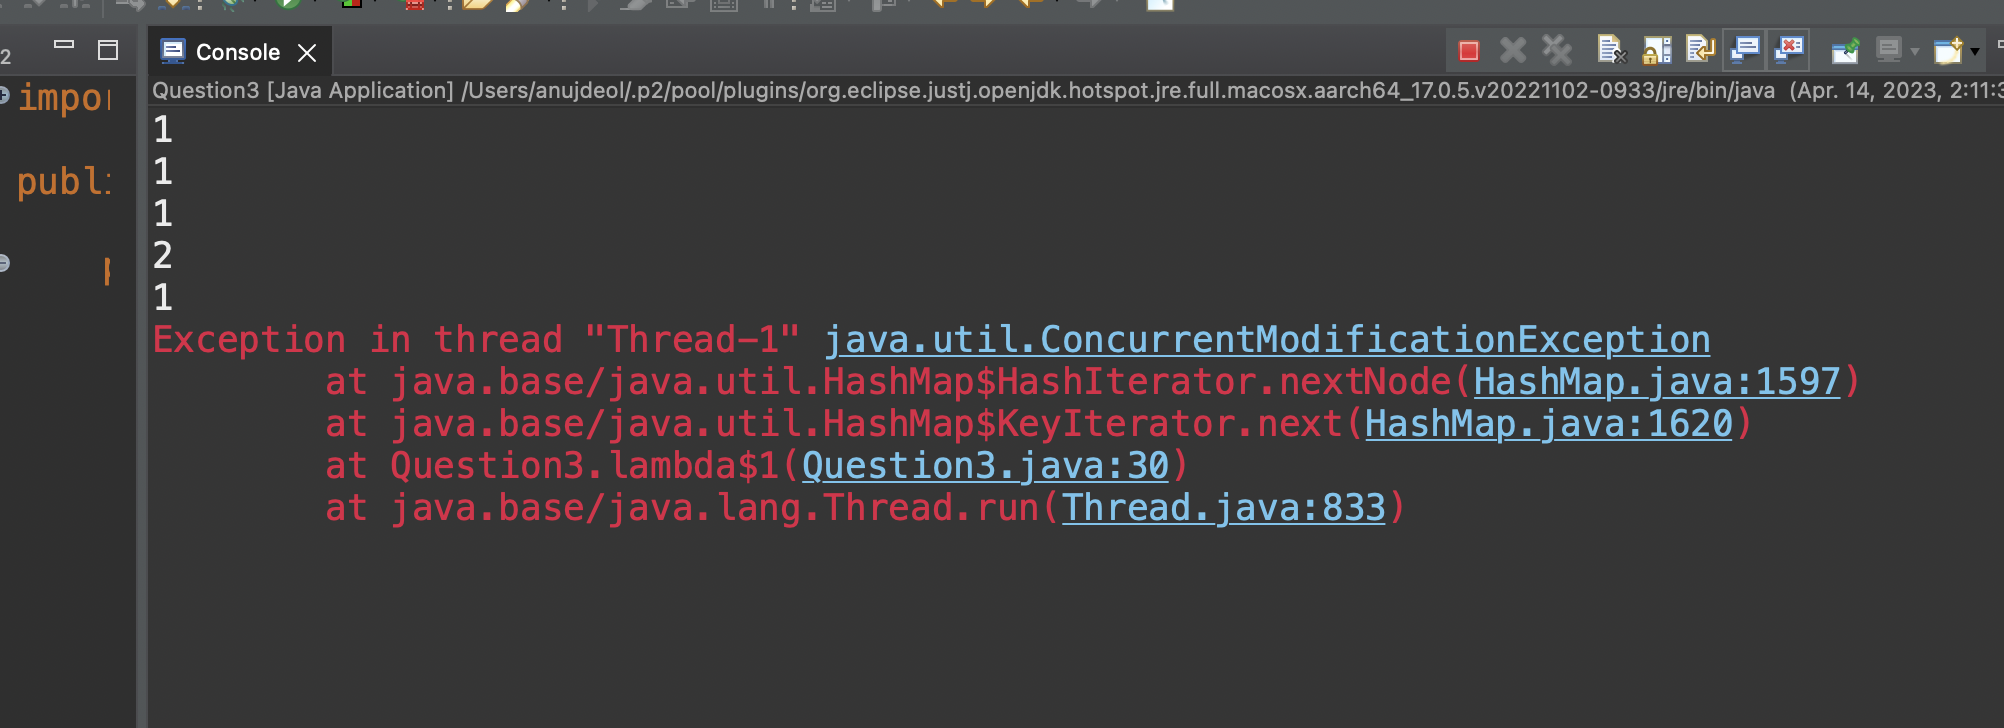 2
Console
impor
Question3 [Java Application] /Users/anujdeol/.p2/pool/plugins/org.eclipse.justj.openjdk.hotspot.jre.full.macosx.aarch64_17.0.5.v20221102-0933/jre/bin/java (Apr. 14, 2023, 2:11:3
publi
1
1
1
2
1
Exception in thread "Thread-1" java.util.ConcurrentModificationException
at java.base/java.util.HashMap$HashIterator.nextNode(HashMap.java:1597)
at java.base/java.util.HashMap$KeyIterator.next(HashMap.java:1620)
at Question3.lambda$1(Question3.java:30)
at java.base/java.lang.Thread.run(Thread.java:833)